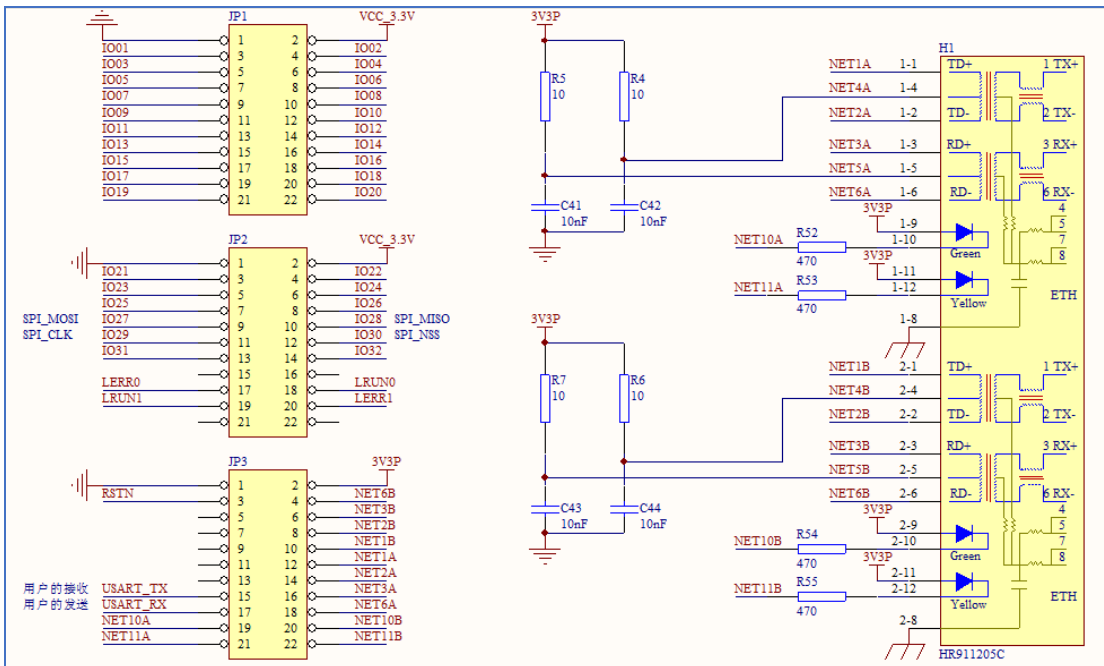 JP1
VCC_3.3V
1 2
IO01 3 4 IO02
IO03 5 6 IO04
IO05 7 8 IO06
IO07 9 10 IO08
IO09 11 12 IO10
IO11 13 14 IO12
IO13 15 16 IO14
IO15 17 18 IO16
IO17 19 20 IO18
IO19 21 22 IO20
JP2
VCC_3.3V
1 2
IO21 3 4 IO22
IO23 5 6 IO24
IO25 7 8 IO26
SPI_MOSI IO27 9 10 IO28 SPI_MISO
SPI_CLK IO29 11 12 IO30 SPI_NSS
IO31 13 14 IO32
15 16
LERR0 17 18 LRUN0
LRUN1 19 20 LERR1
21 22
JP3
3V3P
1 2
RSTN 3 4 NET6B
5 6 NET3B
7 8 NET2B
9 10 NET1B
11 12 NET1A
13 14 NET2A
用户的接收 USART_TX 15 16 NET3A
用户的发送 USART_RX 17 18 NET6A
NET10A 19 20 NET10B
NET11A 21 22 NET11B
3V3P
R5
10
R4
10
C41
10nF
C42
10nF
3V3P
R7
10
R6
10
C43
10nF
C44
10nF
H1
NET1A 1-1 TD+ 1 TX+
NET4A 1-4
NET2A 1-2 TD- 2 TX-
NET3A 1-3 RD+ 3 RX+
NET5A 1-5
NET6A 1-6 RD- 6 RX-
4
5
7
8
3V3P 1-9
NET10A R52 1-10
470
Green
3V3P 1-11
NET11A R53 1-12
470
Yellow
ETH
1-8
NET1B 2-1 TD+ 1 TX+
NET4B 2-4
NET2B 2-2 TD- 2 TX-
NET3B 2-3 RD+ 3 RX+
NET5B 2-5
NET6B 2-6 RD- 6 RX-
4
5
7
8
3V3P 2-9
NET10B R54 2-10
470
Green
3V3P 2-11
NET11B R55 2-12
470
Yellow
ETH
2-8
HR911205C